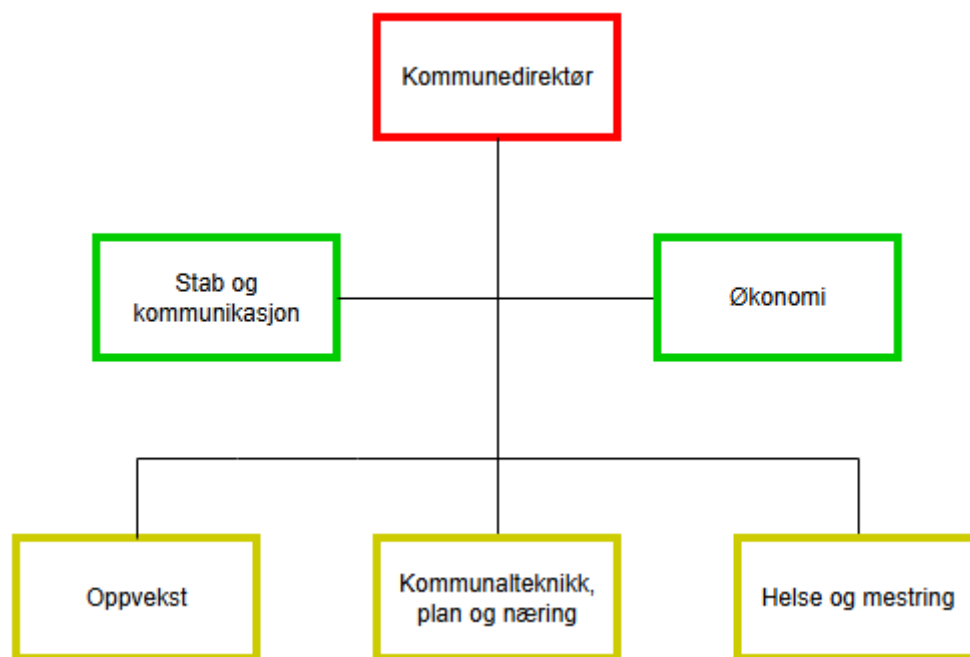 Kommunedirektør
Stab og
kommunikasjon
Økonomi
Oppvekst
Kommunalteknikk,
plan og næring
Helse og mestring